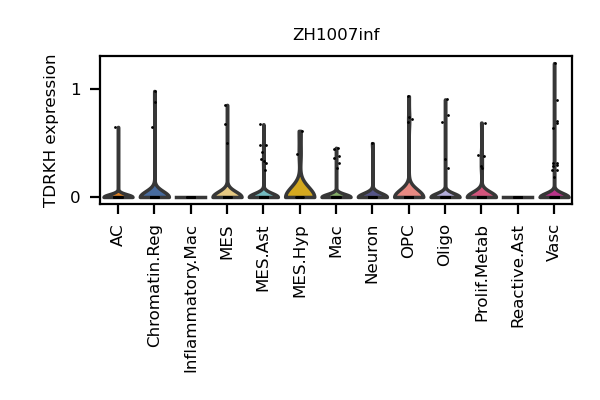 ZH1007inf
TDRKH expression
1
0
AC
Chromatin.Reg
Inflammatory.Mac
MES
MES.Ast
MES.Hyp
Mac
Neuron
OPC
Oligo
Prolif.Metab
Reactive.Ast
Vasc